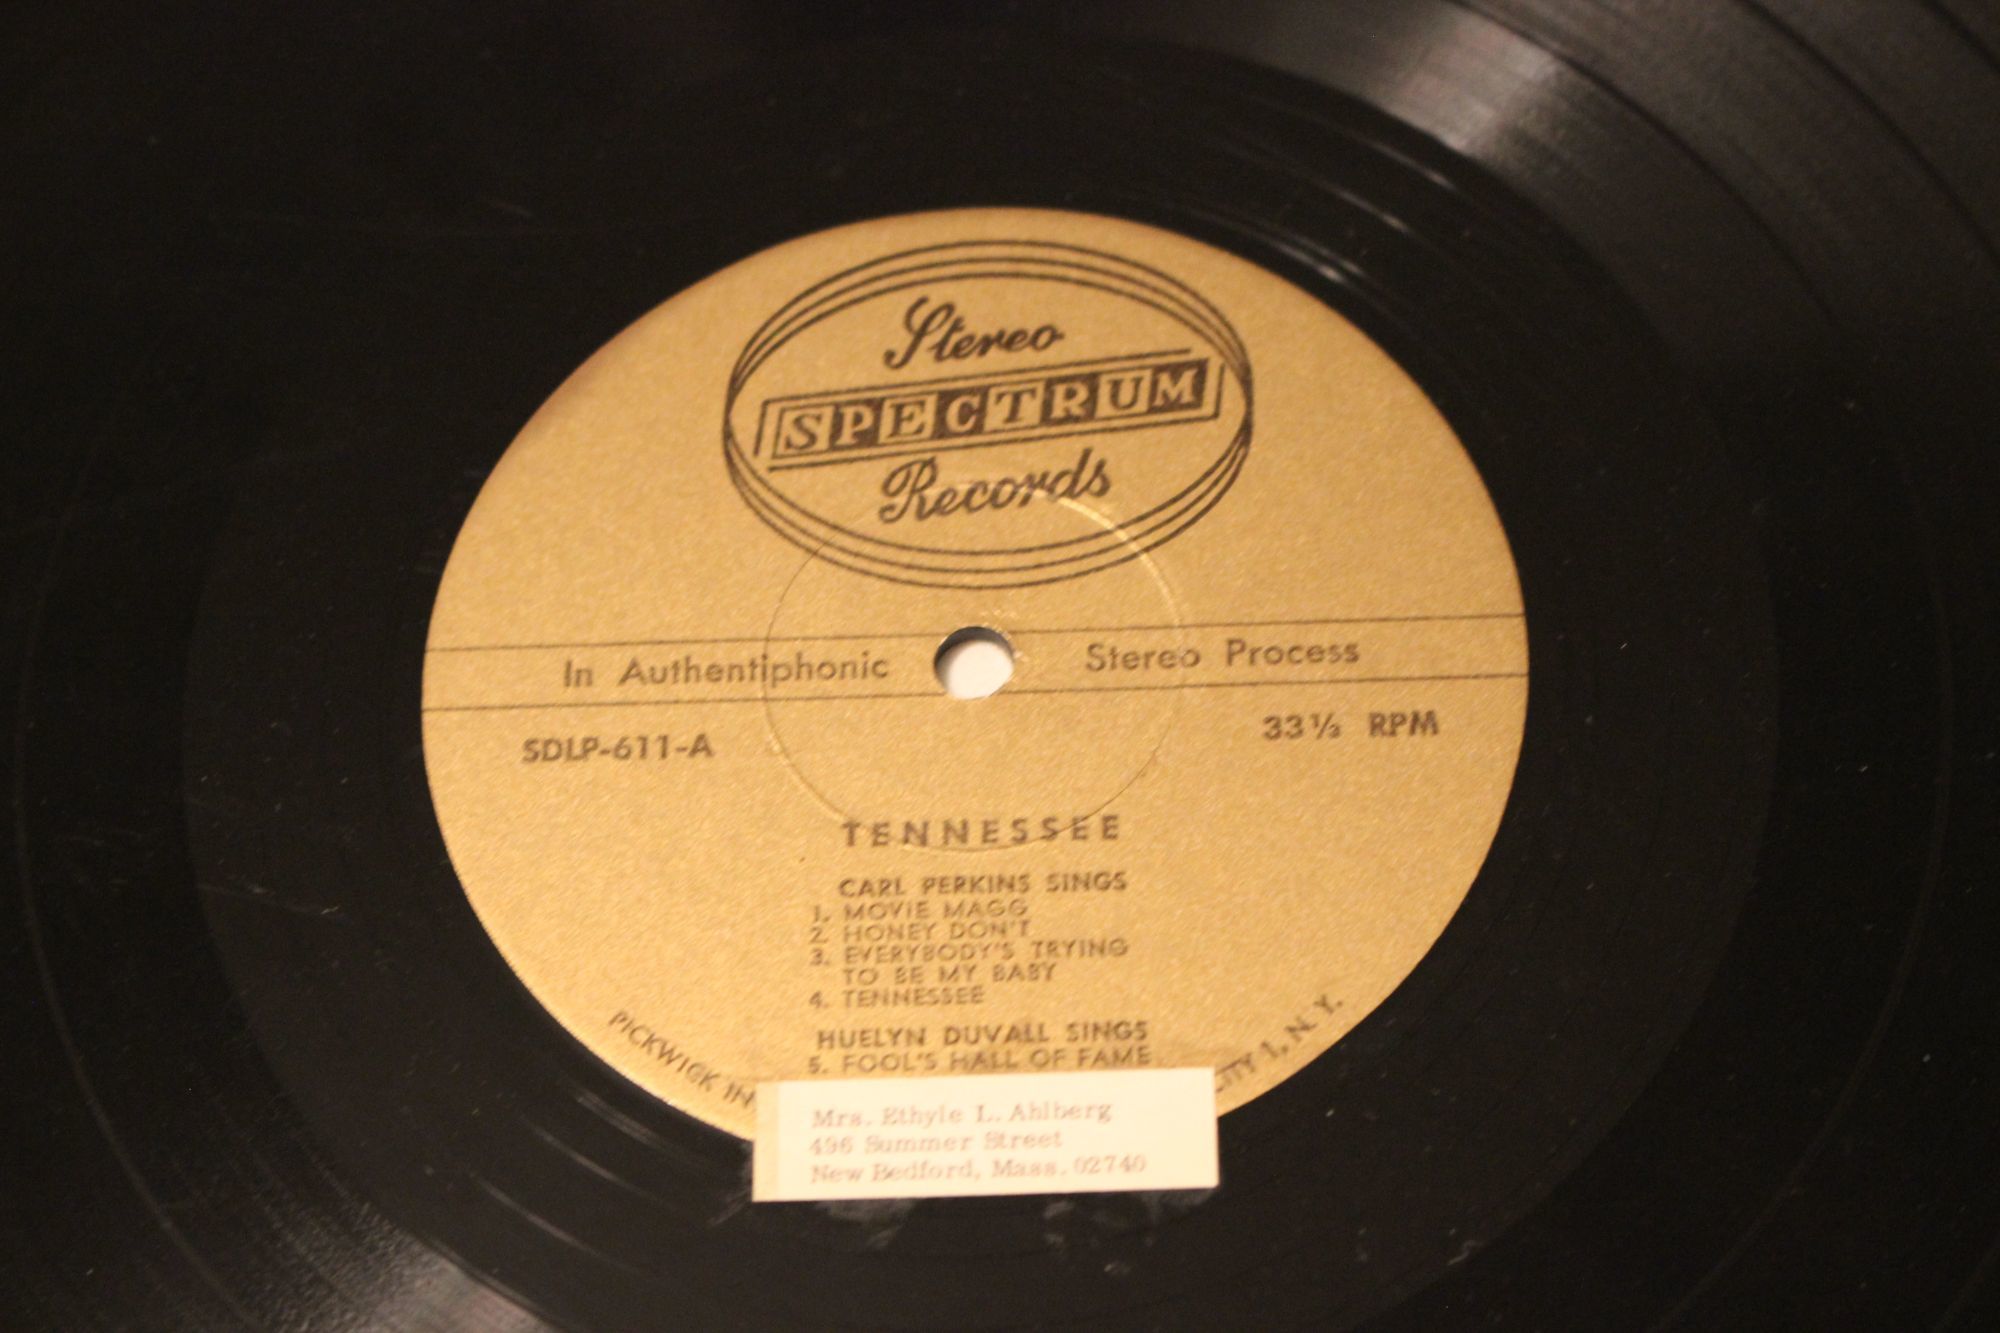 Stereo
SPECTRUM
Records
In Authentiphonic Stereo Process
SDLP-611-A 33⅓ RPM
TENNESSEE
CARL PERKINS SINGS
1. MOVIE MAGG
2. HONEY DON'T
3. EVERYBODY'S TRYING
TO BE MY BABY
4. TENNESSEE
HUELYN DUVALL SINGS
5. FOOL'S HALL OF FAME
PICKWICK CITY 1, N. Y.
Mrs. Ethyle L. Ahlberg
496 Summer Street
New Bedford, Mass. 02740